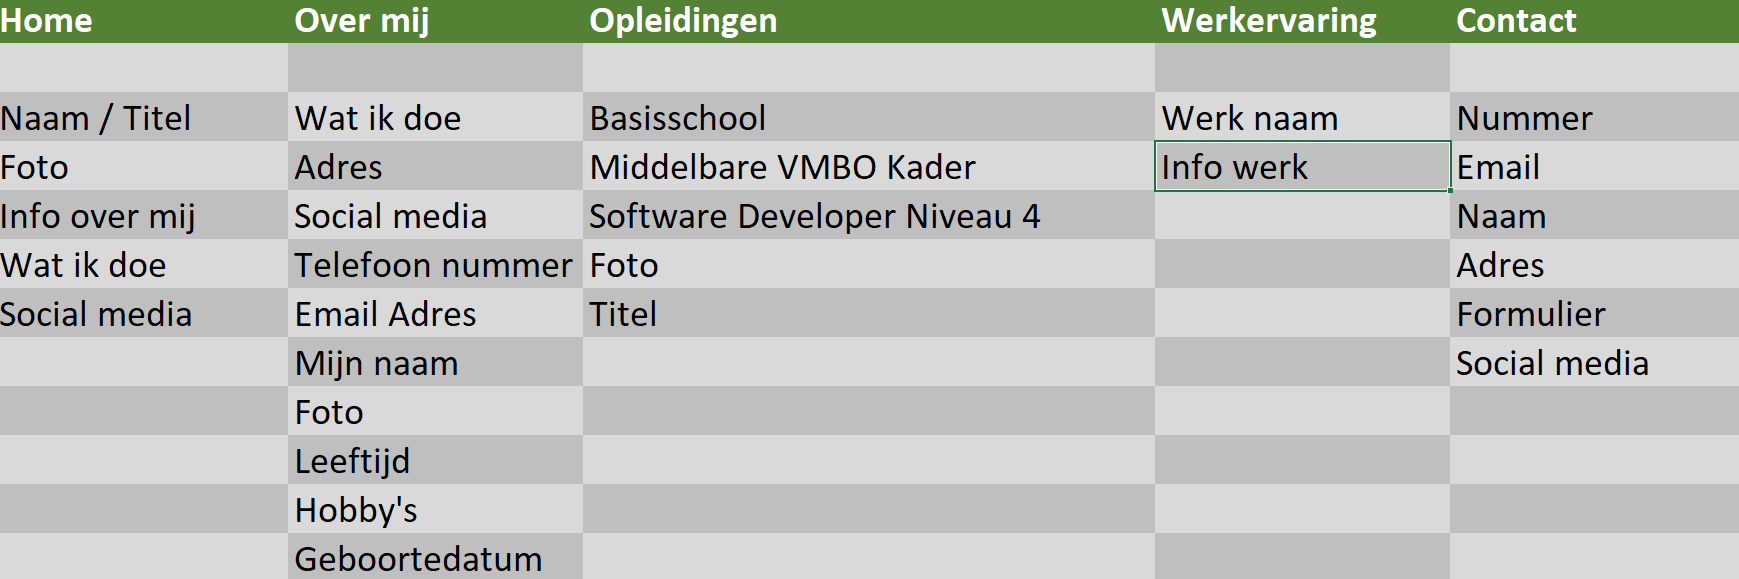 Home Over mij Opleidingen Werkervaring Contact
Naam / Titel Wat ik doe Basisschool Werk naam Nummer
Foto Adres Middelbare VMBO Kader Info werk Email
Info over mij Social media Software Developer Niveau 4 Naam
Wat ik doe Telefoon nummer Foto Adres
Social media Email Adres Titel Formulier
Mijn naam Social media
Foto
Leeftijd
Hobby's
Geboortedatum